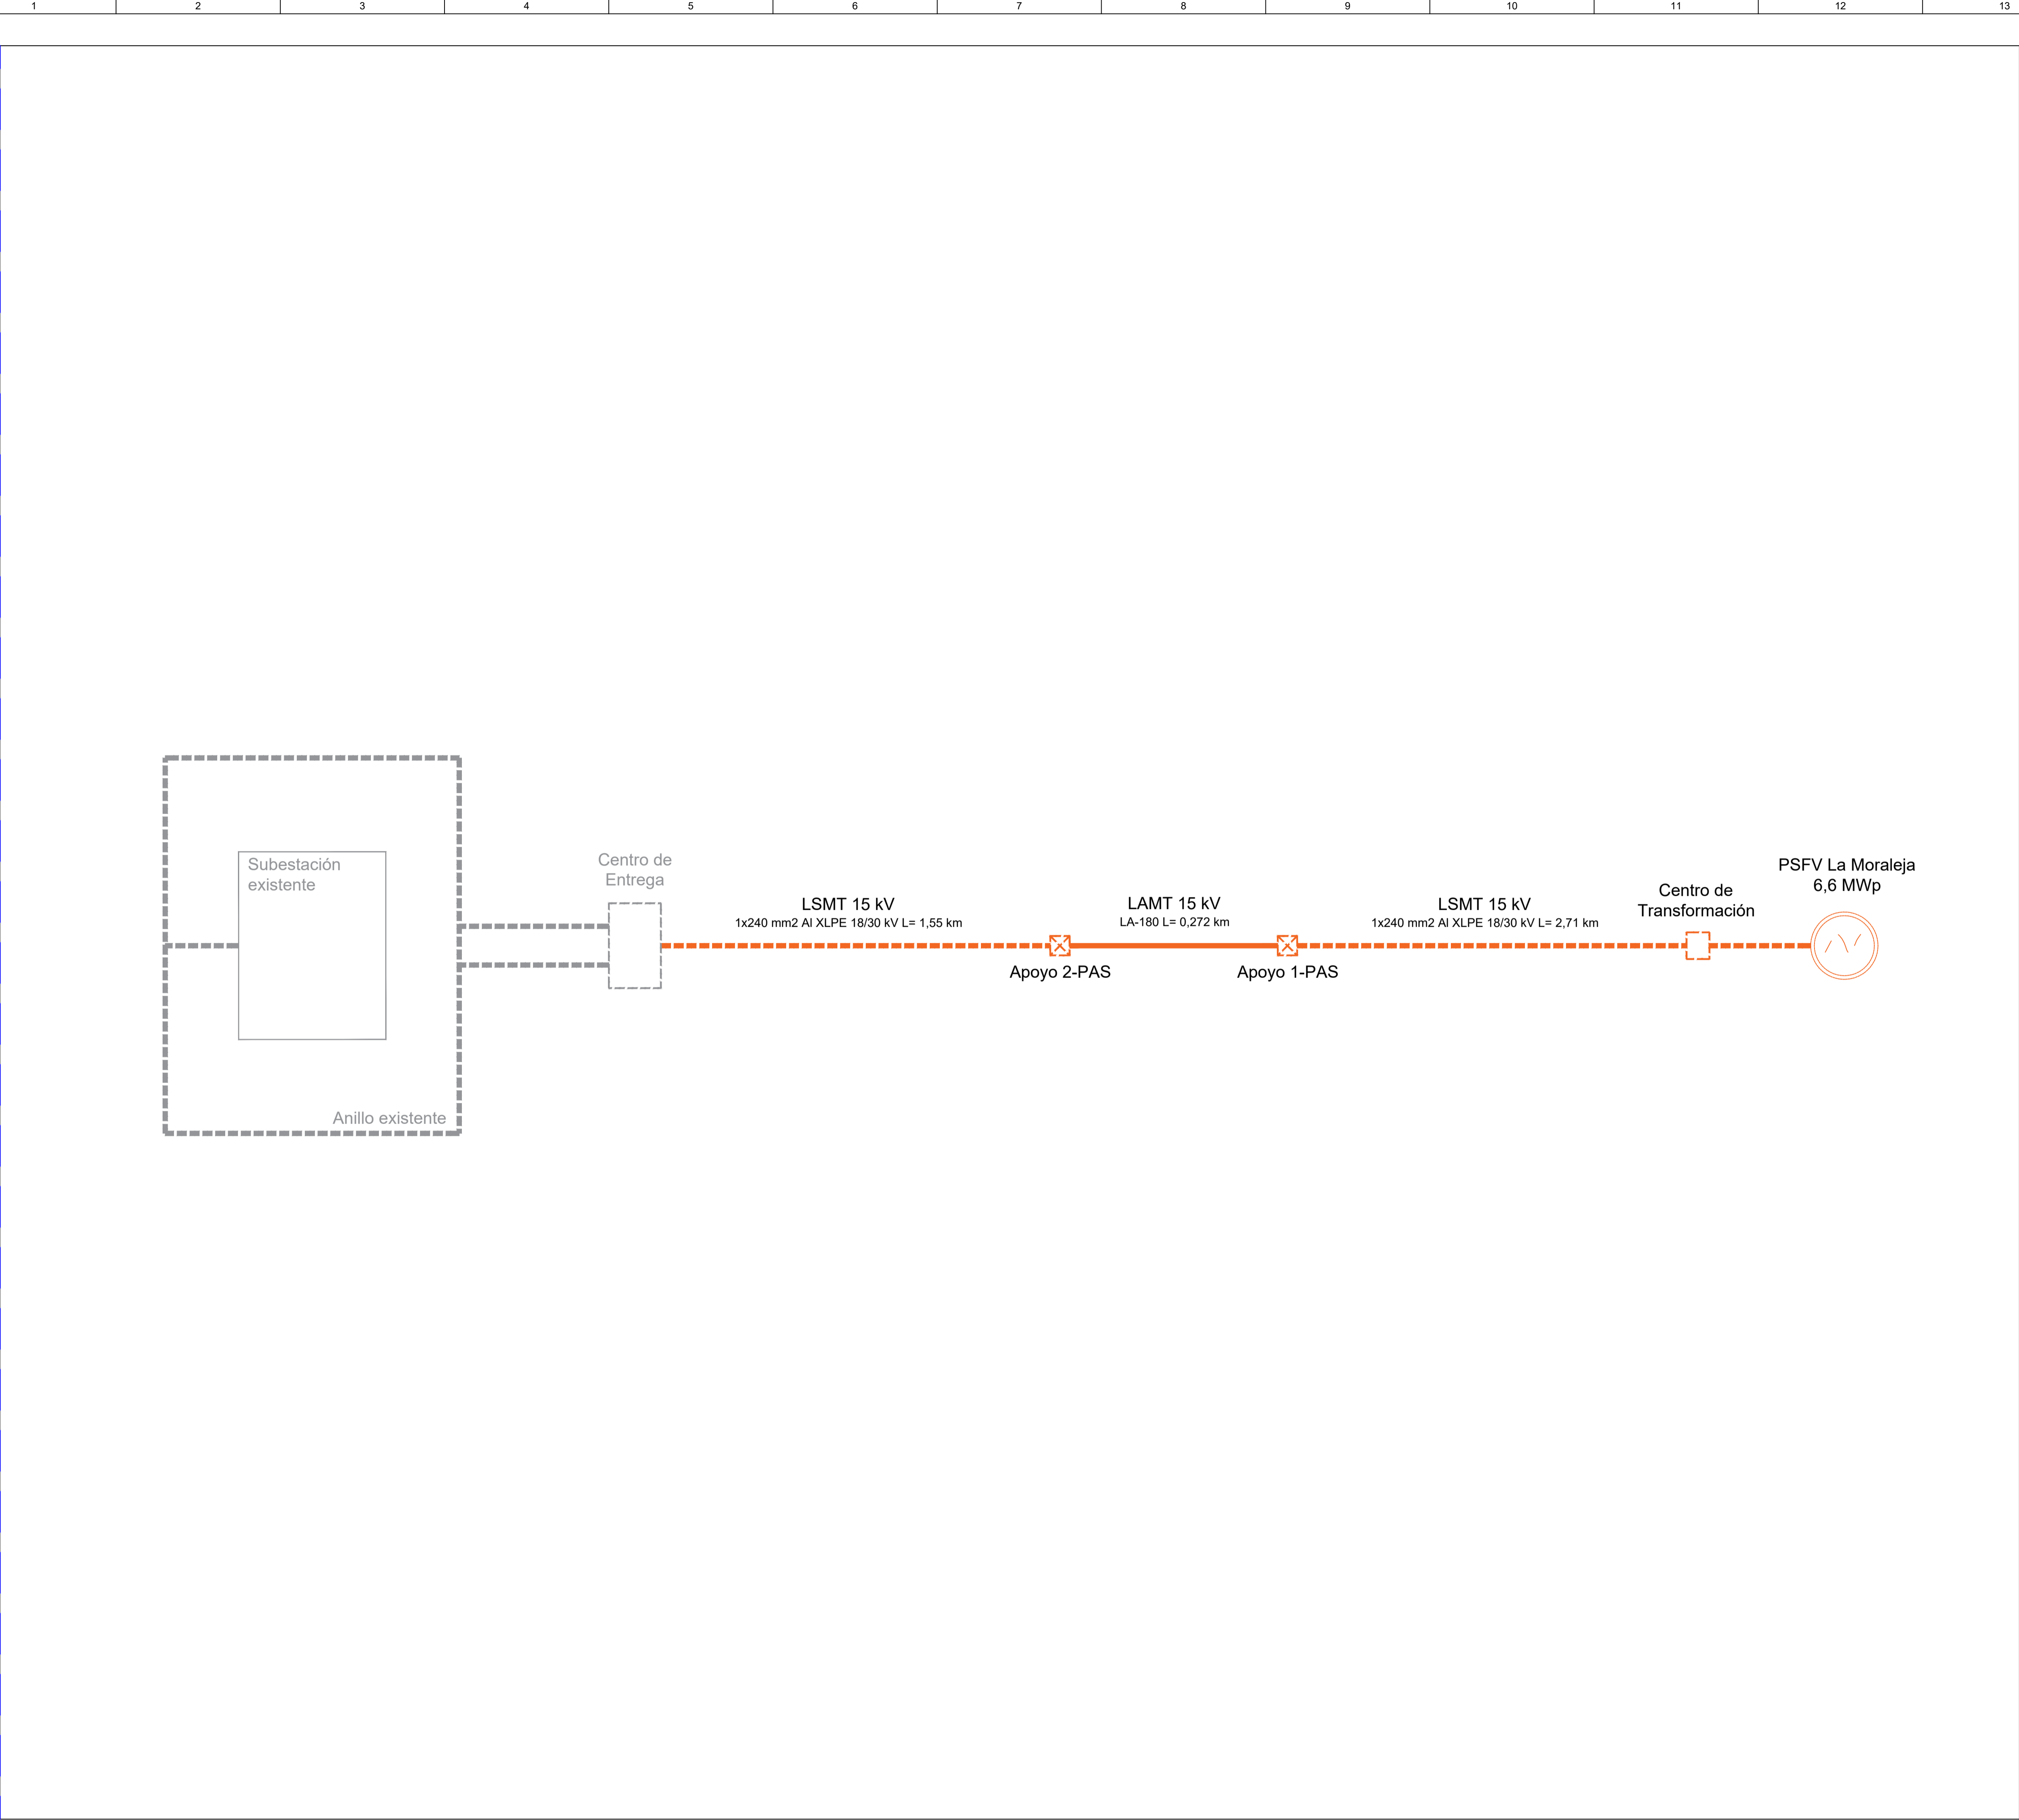 1 2 3 4 5 6 7 8 9 10 11 12 13
Subestación
existente
Anillo existente
Centro de
Entrega
LSMT 15 kV
1x240 mm2 Al XLPE 18/30 kV L= 1,55 km
Apoyo 2-PAS
LAMT 15 kV
LA-180 L= 0,272 km
Apoyo 1-PAS
LSMT 15 kV
1x240 mm2 Al XLPE 18/30 kV L= 2,71 km
Centro de
Transformación
PSFV La Moraleja
6,6 MWp